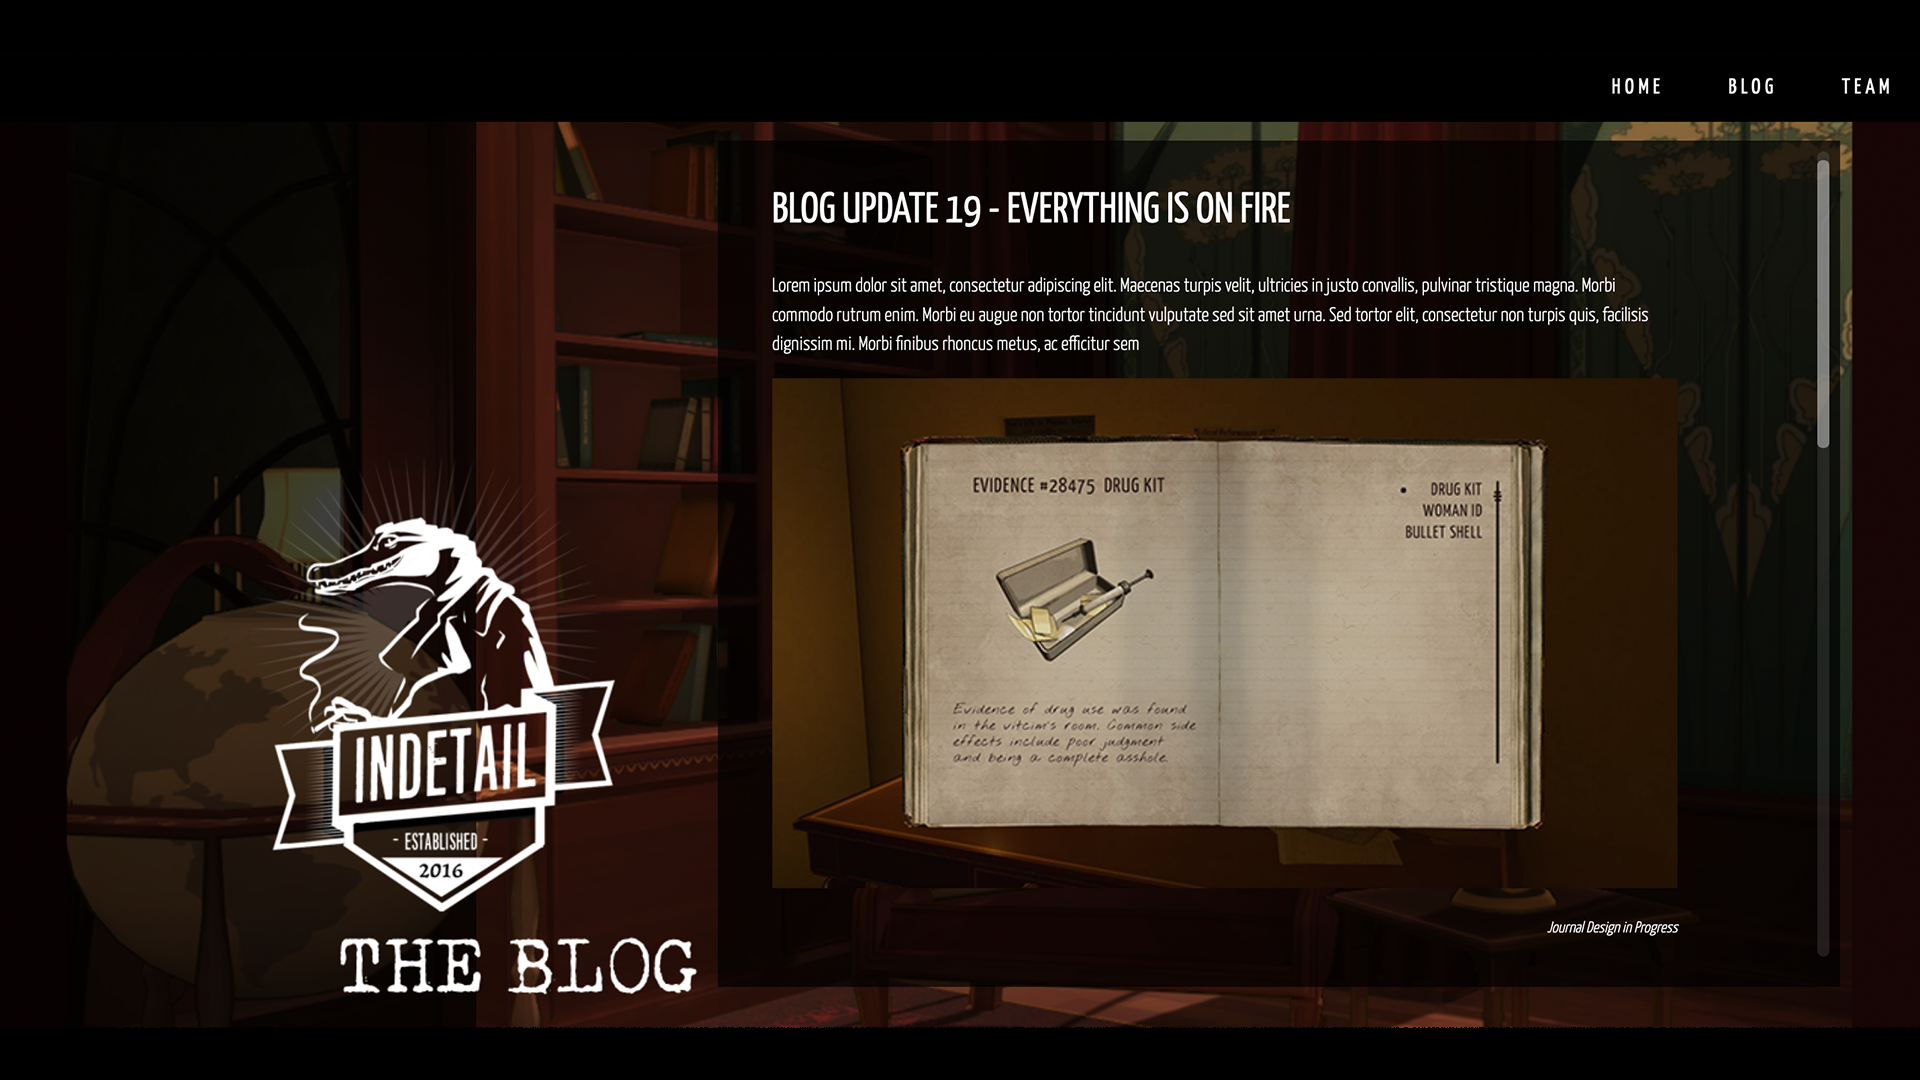 HOME BLOG TEAM
BLOG UPDATE 19 - EVERYTHING IS ON FIRE
Lorem ipsum dolor sit amet, consectetur adipiscing elit. Maecenas turpis velit, ultricies in justo convallis, pulvinar tristique magna. Morbi
commodo rutrum enim. Morbi eu augue non tortor tincidunt vulputate sed sit amet urna. Sed tortor elit, consectetur non turpis quis, facilisis
dignissim mi. Morbi finibus rhoncus metus, ac efficitur sem
EVIDENCE #28475 DRUG KIT
Evidence of drug use was found
in the vitcim's room. Common side
effects include poor judgment
and being a complete asshole.
• DRUG KIT
WOMAN ID
BULLET SHELL
Journal Design in Progress
INDETAIL
- ESTABLISHED -
2016
THE BLOG